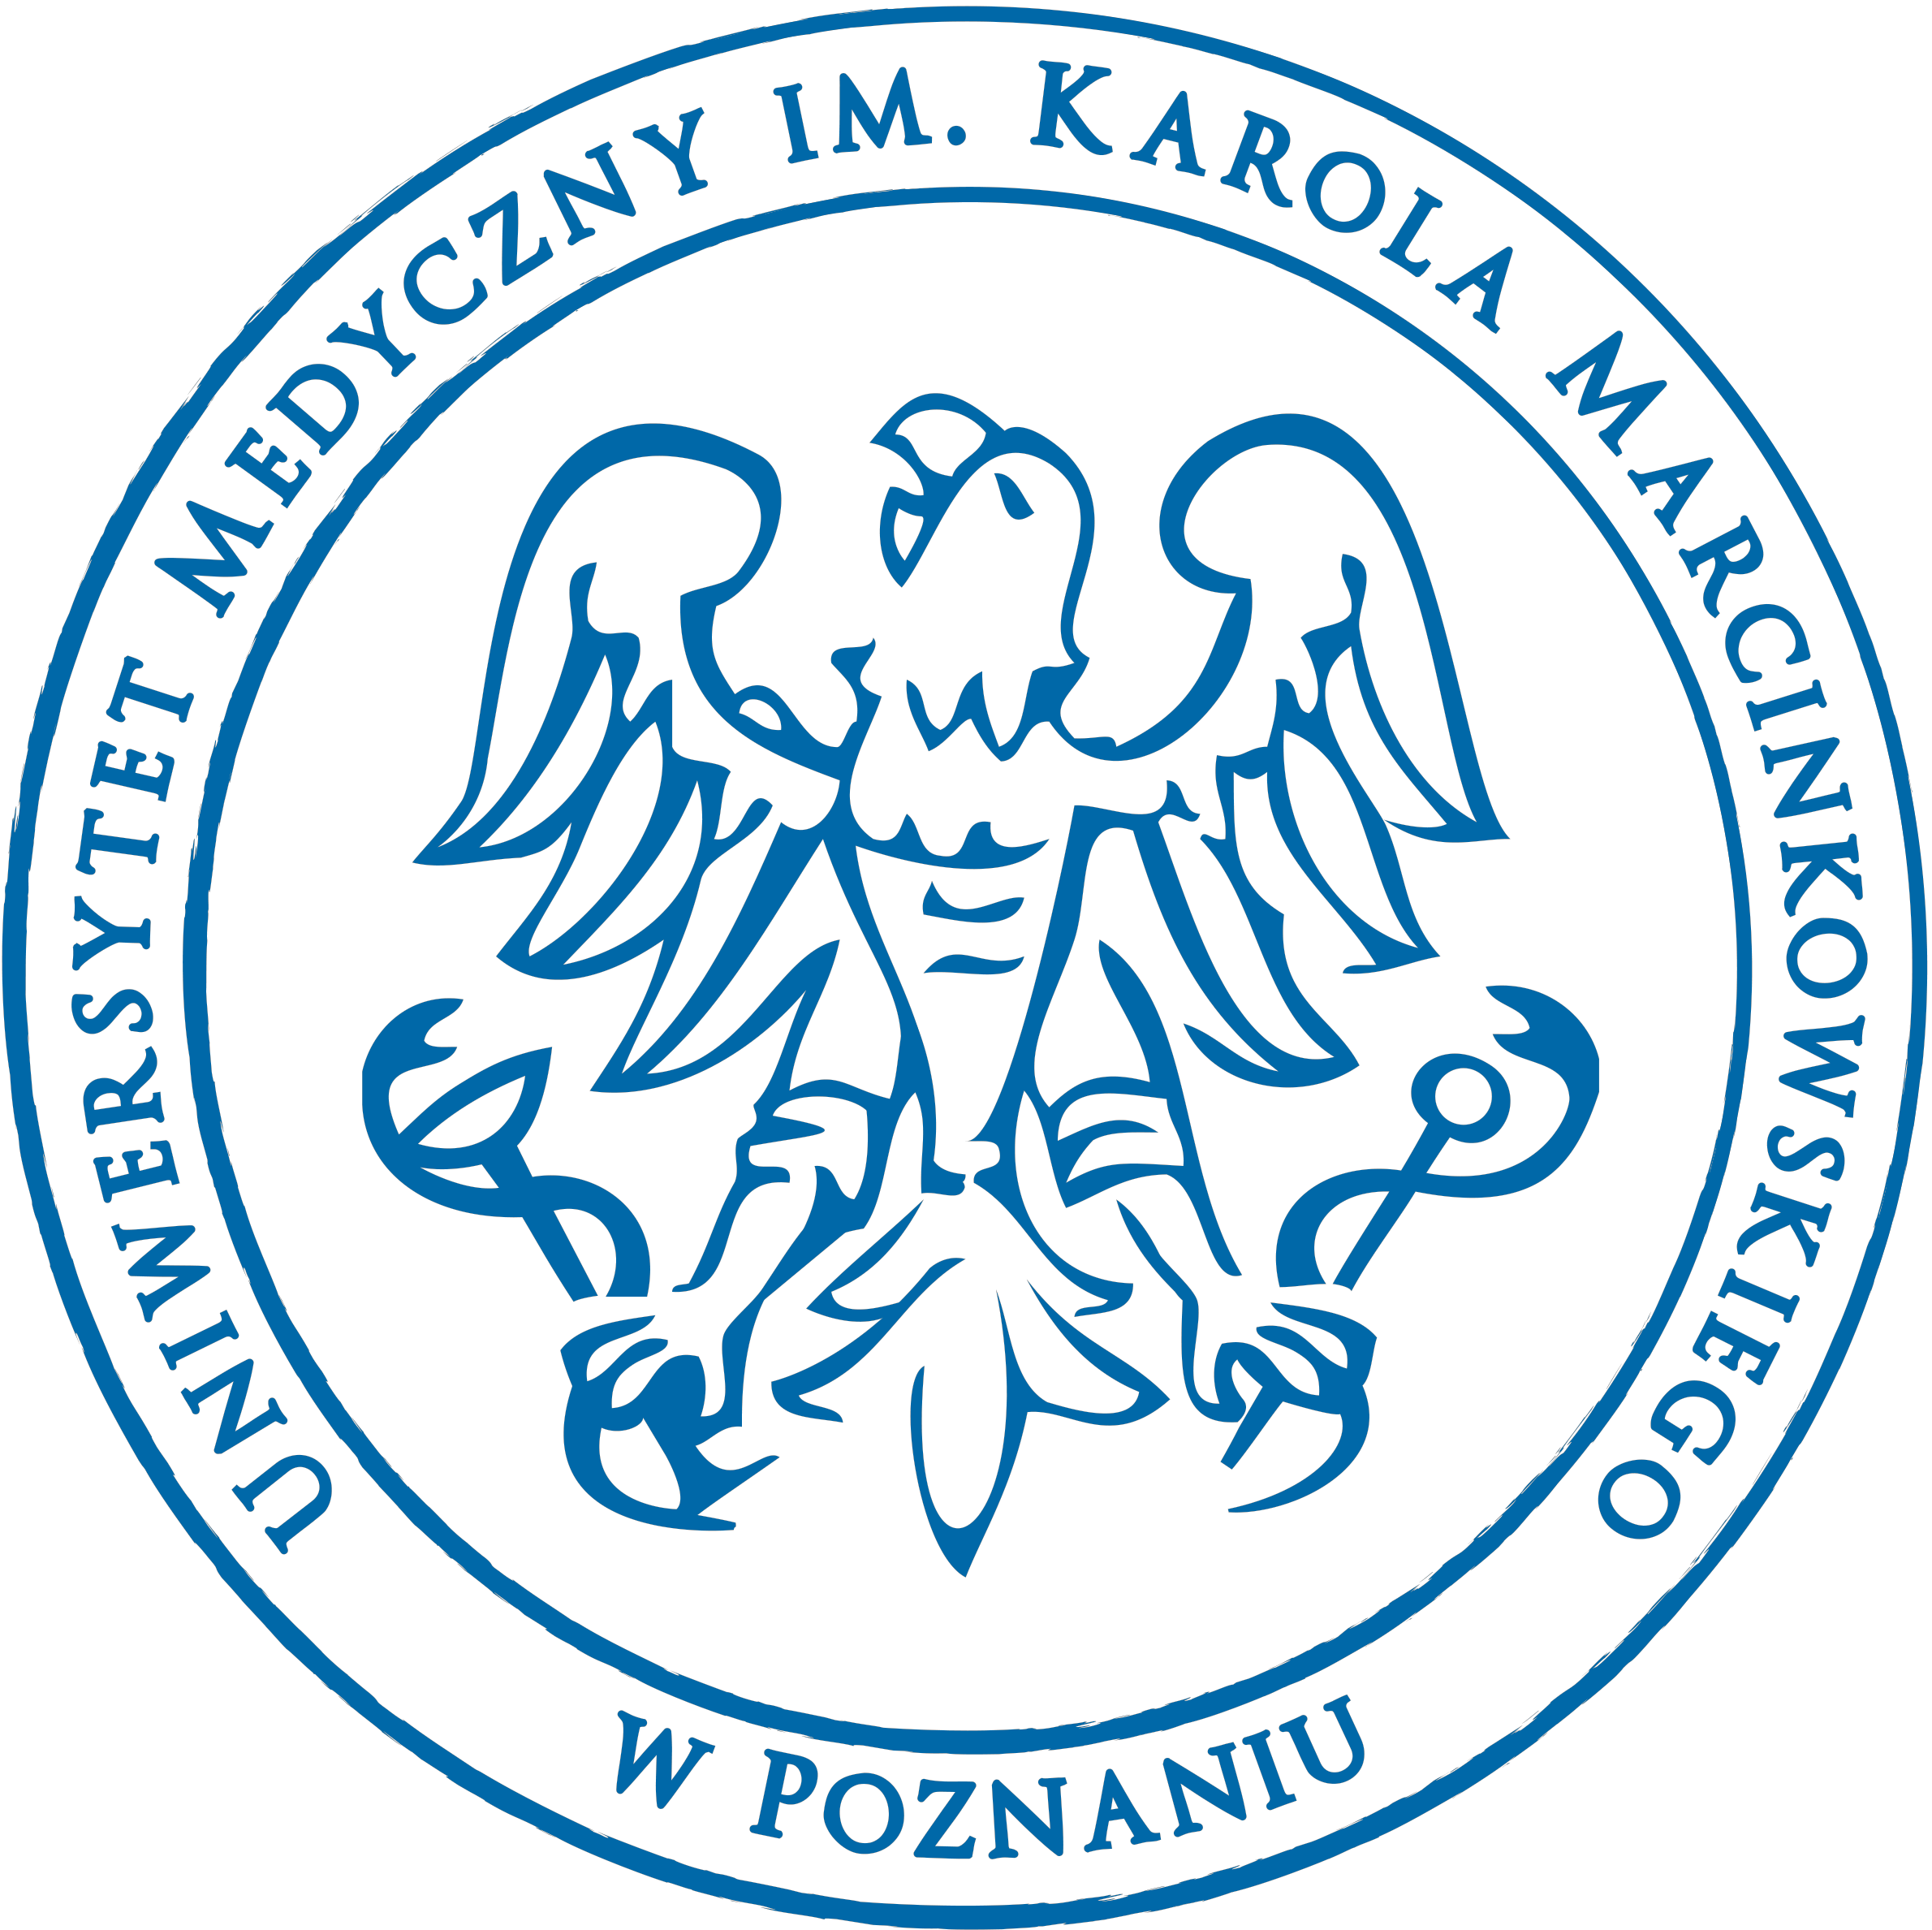 UNIWERSYTET MEDYCZNY IM. KAROLA MARCINKOWSKIEGO
W POZNANIU